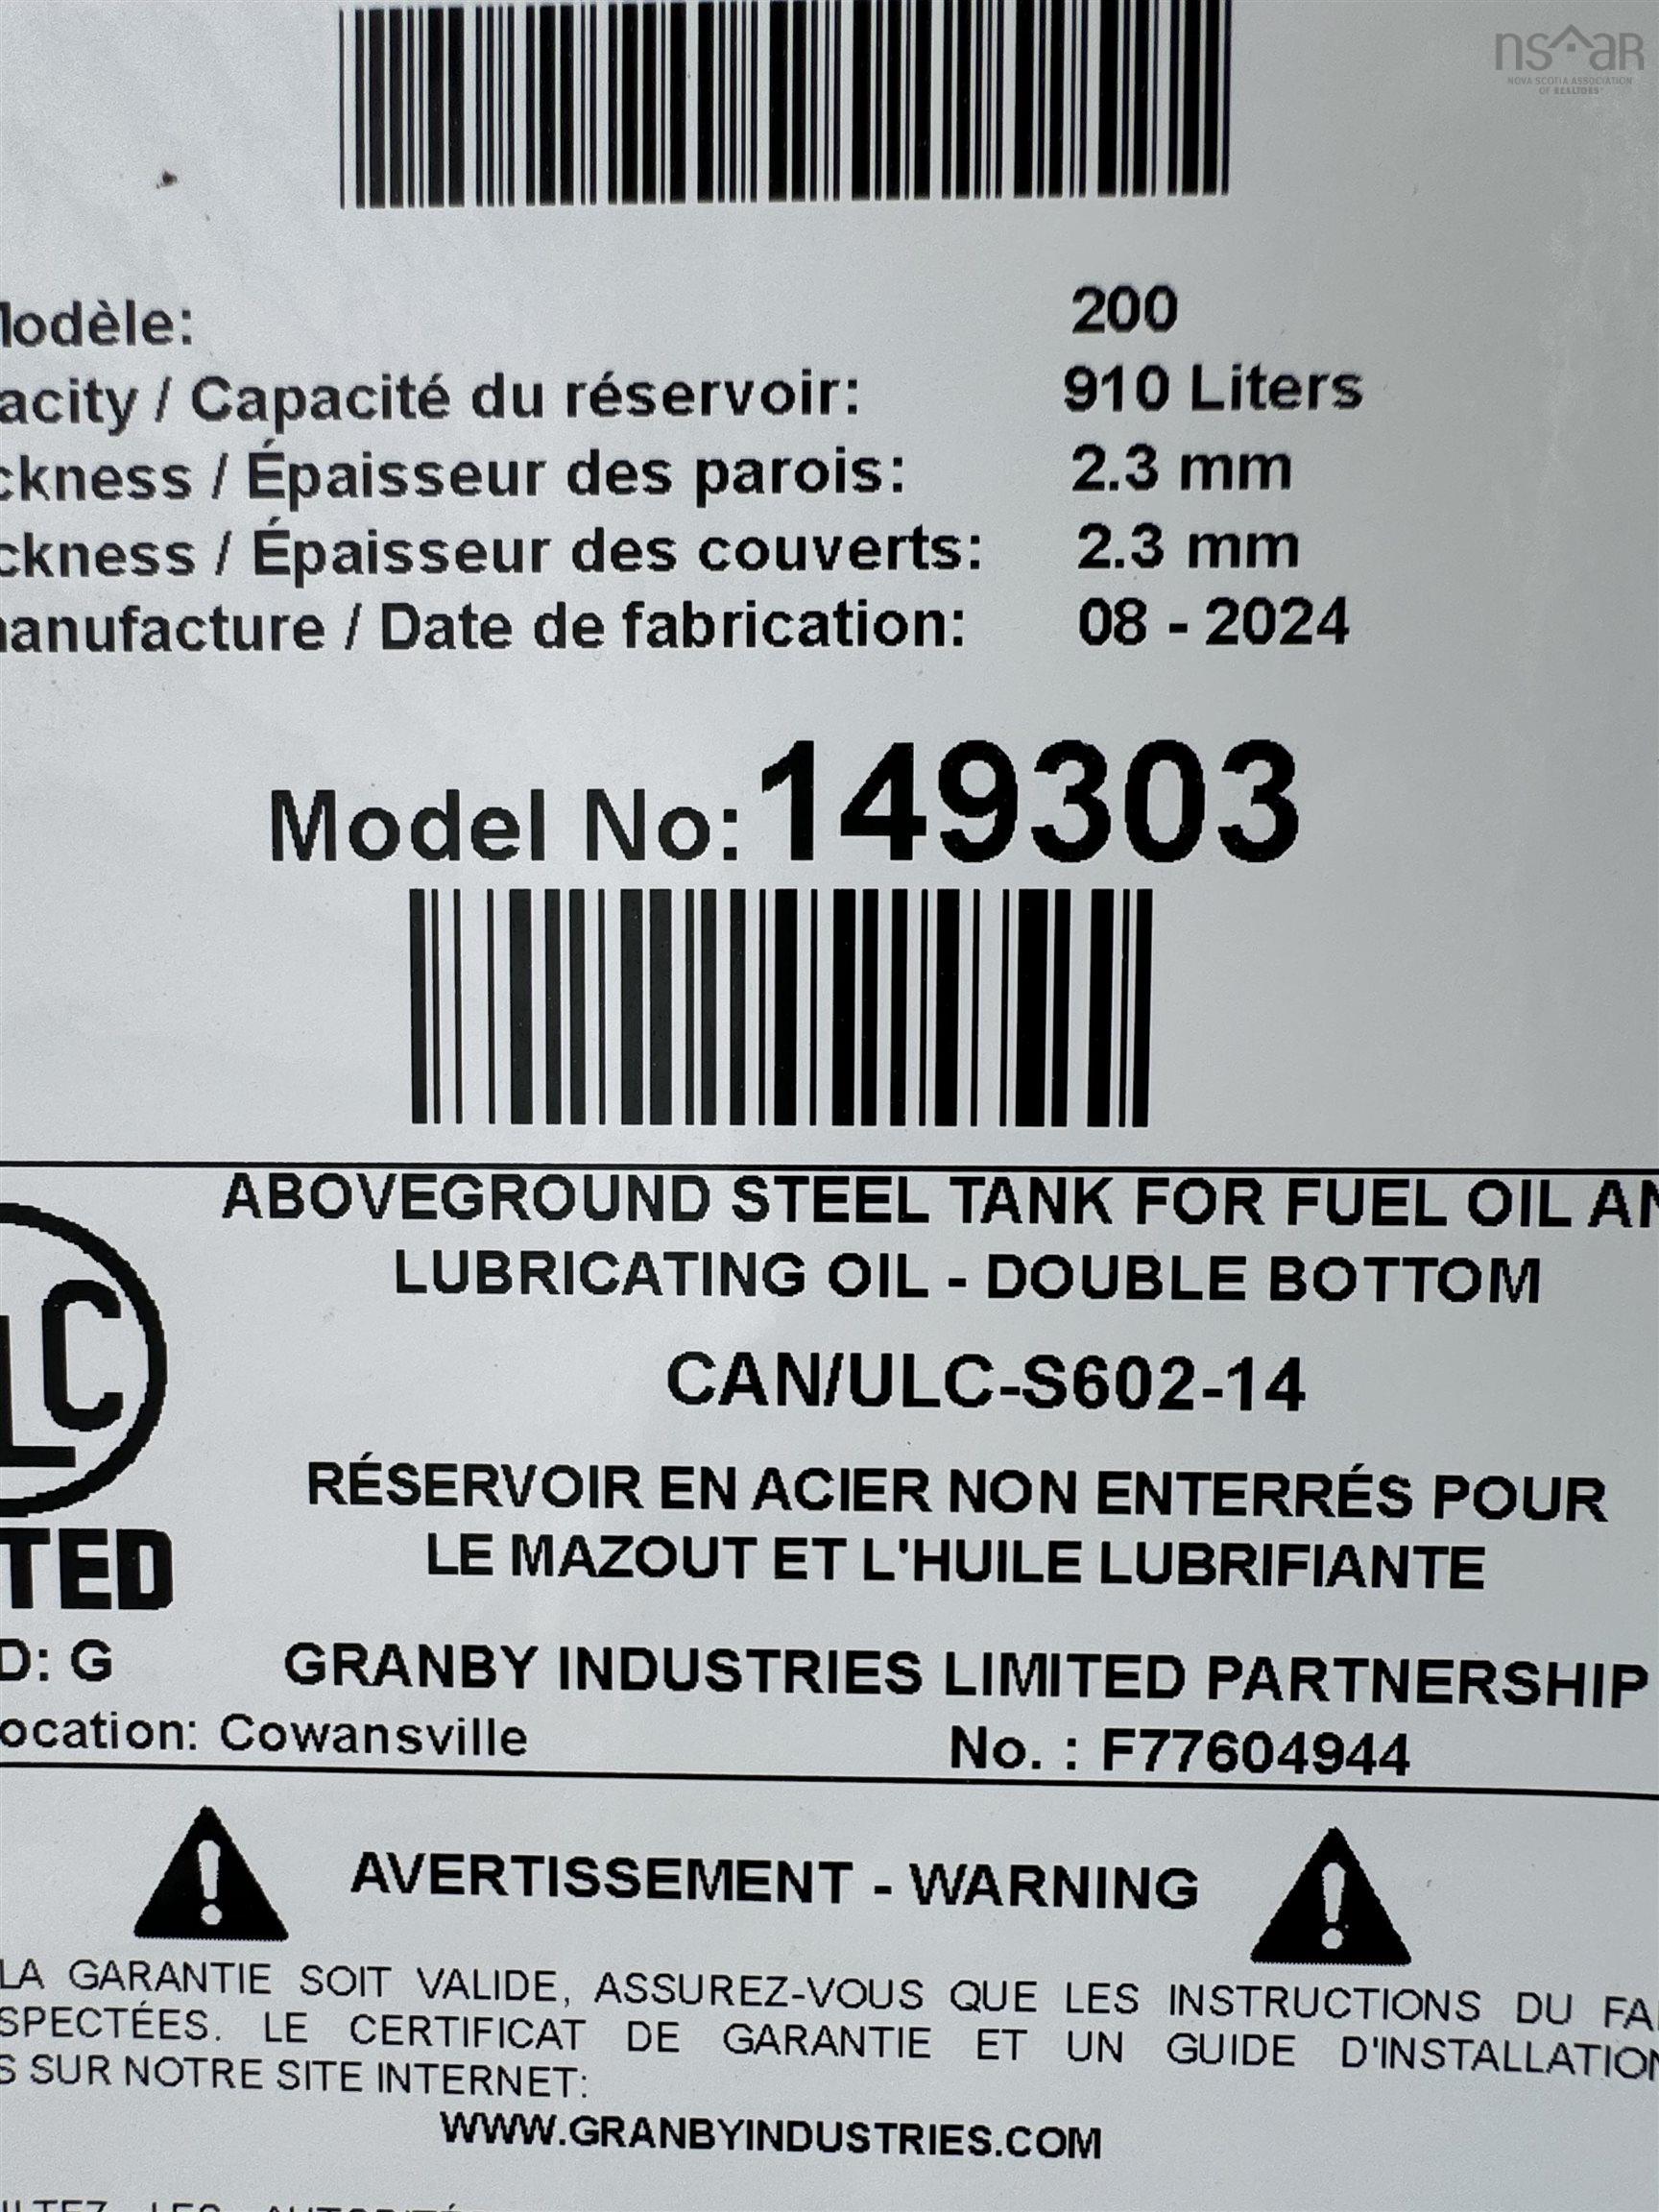 nsaR
NOVA SCOTIA ASSOCIATION
OF REALTORS
lodèle: 200
acity / Capacité du réservoir: 910 Liters
ckness / Épaisseur des parois: 2.3 mm
ckness / Épaisseur des couverts: 2.3 mm
anufacture / Date de fabrication: 08 - 2024
Model No: 149303
ABOVEGROUND STEEL TANK FOR FUEL OIL AN
LUBRICATING OIL - DOUBLE BOTTOM
CAN/ULC-S602-14
LC
RÉSERVOIR EN ACIER NON ENTERRÉS POUR
LE MAZOUT ET L'HUILE LUBRIFIANTE
TED
D: G GRANBY INDUSTRIES LIMITED PARTNERSHIP
ocation: Cowansville No. : F77604944
AVERTISSEMENT - WARNING
LA GARANTIE SOIT VALIDE, ASSUREZ-VOUS QUE LES INSTRUCTIONS DU FA
SPECTÉES. LE CERTIFICAT DE GARANTIE ET UN GUIDE D'INSTALLATION
S SUR NOTRE SITE INTERNET:
WWW.GRANBYINDUSTRIES.COM